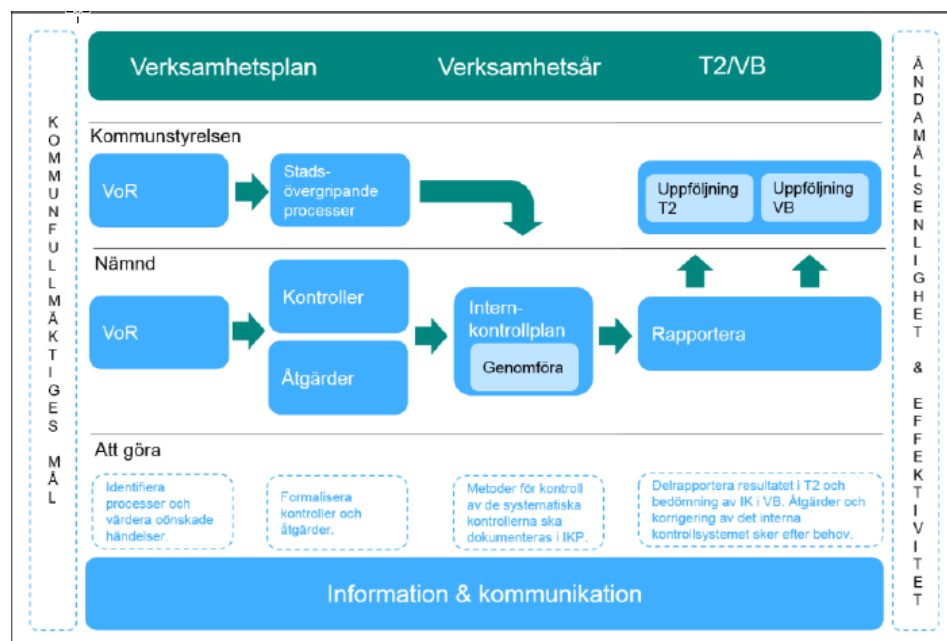 Verksamhetsplan
Verksamhetsår
T2/VB
KOMMUNFULLMÄKTIGES MÅL
Kommunstyrelsen
VoR
Stads-
övergripande
processer
Uppföljning
T2
Uppföljning
VB
Nämnd
VoR
Kontroller
Åtgärder
Intern-
kontrollplan
Genomföra
Rapportera
Att göra
Identifiera
processer och
värdera oönskade
händelser.
Formalisera
kontroller och
åtgärder.
Metoder för kontroll
av de systematiska
kontrollerna ska
dokumenteras i IKP.
Delrapportera resultatet i T2 och
bedömning av IK i VB. Åtgärder och
korrigering av det interna
kontrollsystemet sker efter behov.
Information & kommunikation
ÄNDAMÅLSENLIGHET & EFFEKTIVITET